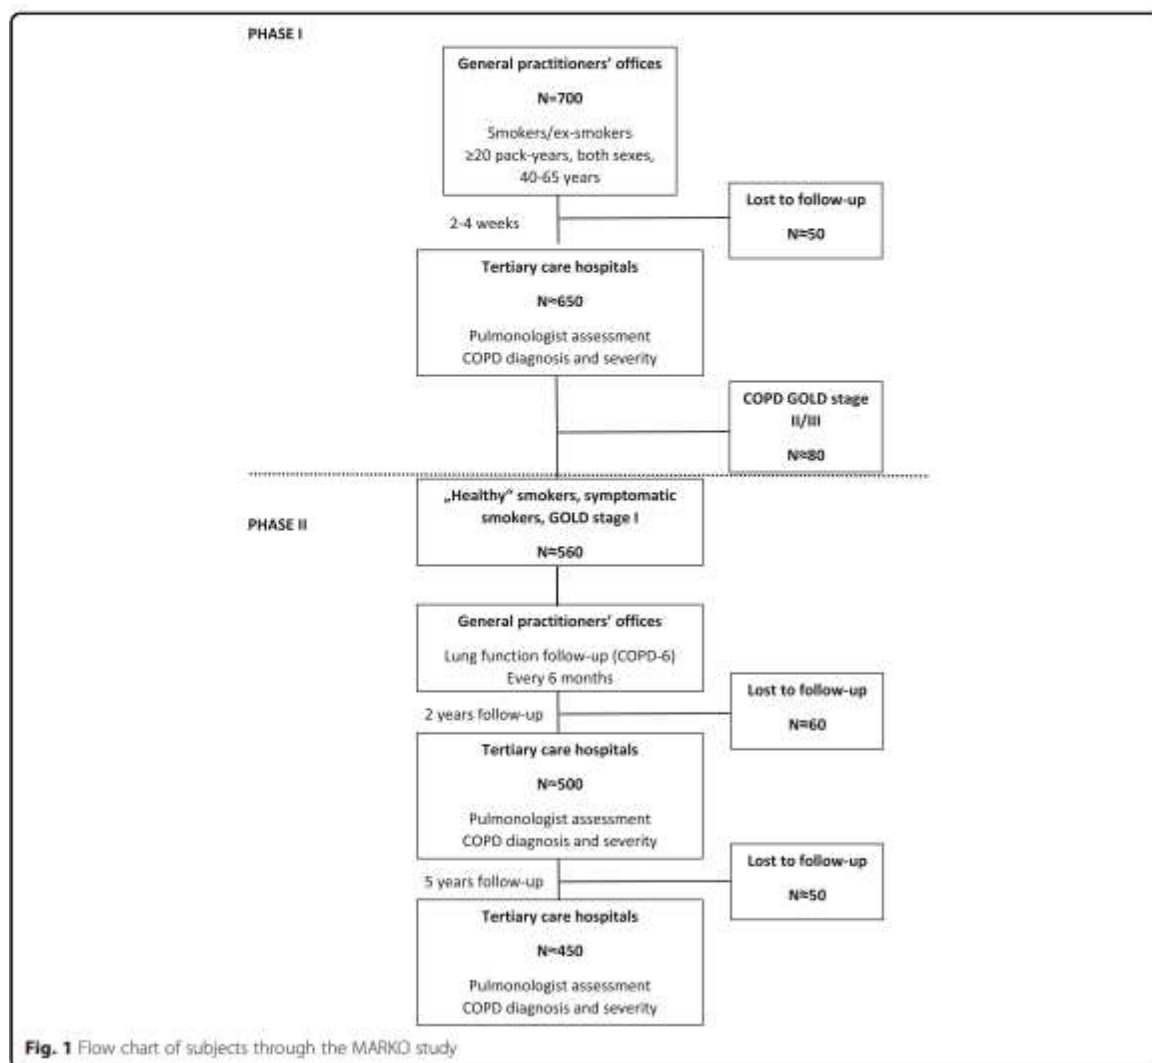 PHASE I
General practitioners' offices
N=700
Smokers/ex-smokers
≥20 pack-years, both sexes,
40-65 years
2-4 weeks
Lost to follow-up
N≈50
Tertiary care hospitals
N≈650
Pulmonologist assessment
COPD diagnosis and severity
COPD GOLD stage
II/III
N≈80
PHASE II
„Healthy" smokers, symptomatic
smokers, GOLD stage I
N≈560
General practitioners' offices
Lung function follow-up (COPD-6)
Every 6 months
2 years follow-up
Lost to follow-up
N≈60
Tertiary care hospitals
N≈500
Pulmonologist assessment
COPD diagnosis and severity
5 years follow-up
Lost to follow-up
N≈50
Tertiary care hospitals
N≈450
Pulmonologist assessment
COPD diagnosis and severity
Fig. 1 Flow chart of subjects through the MARKO study